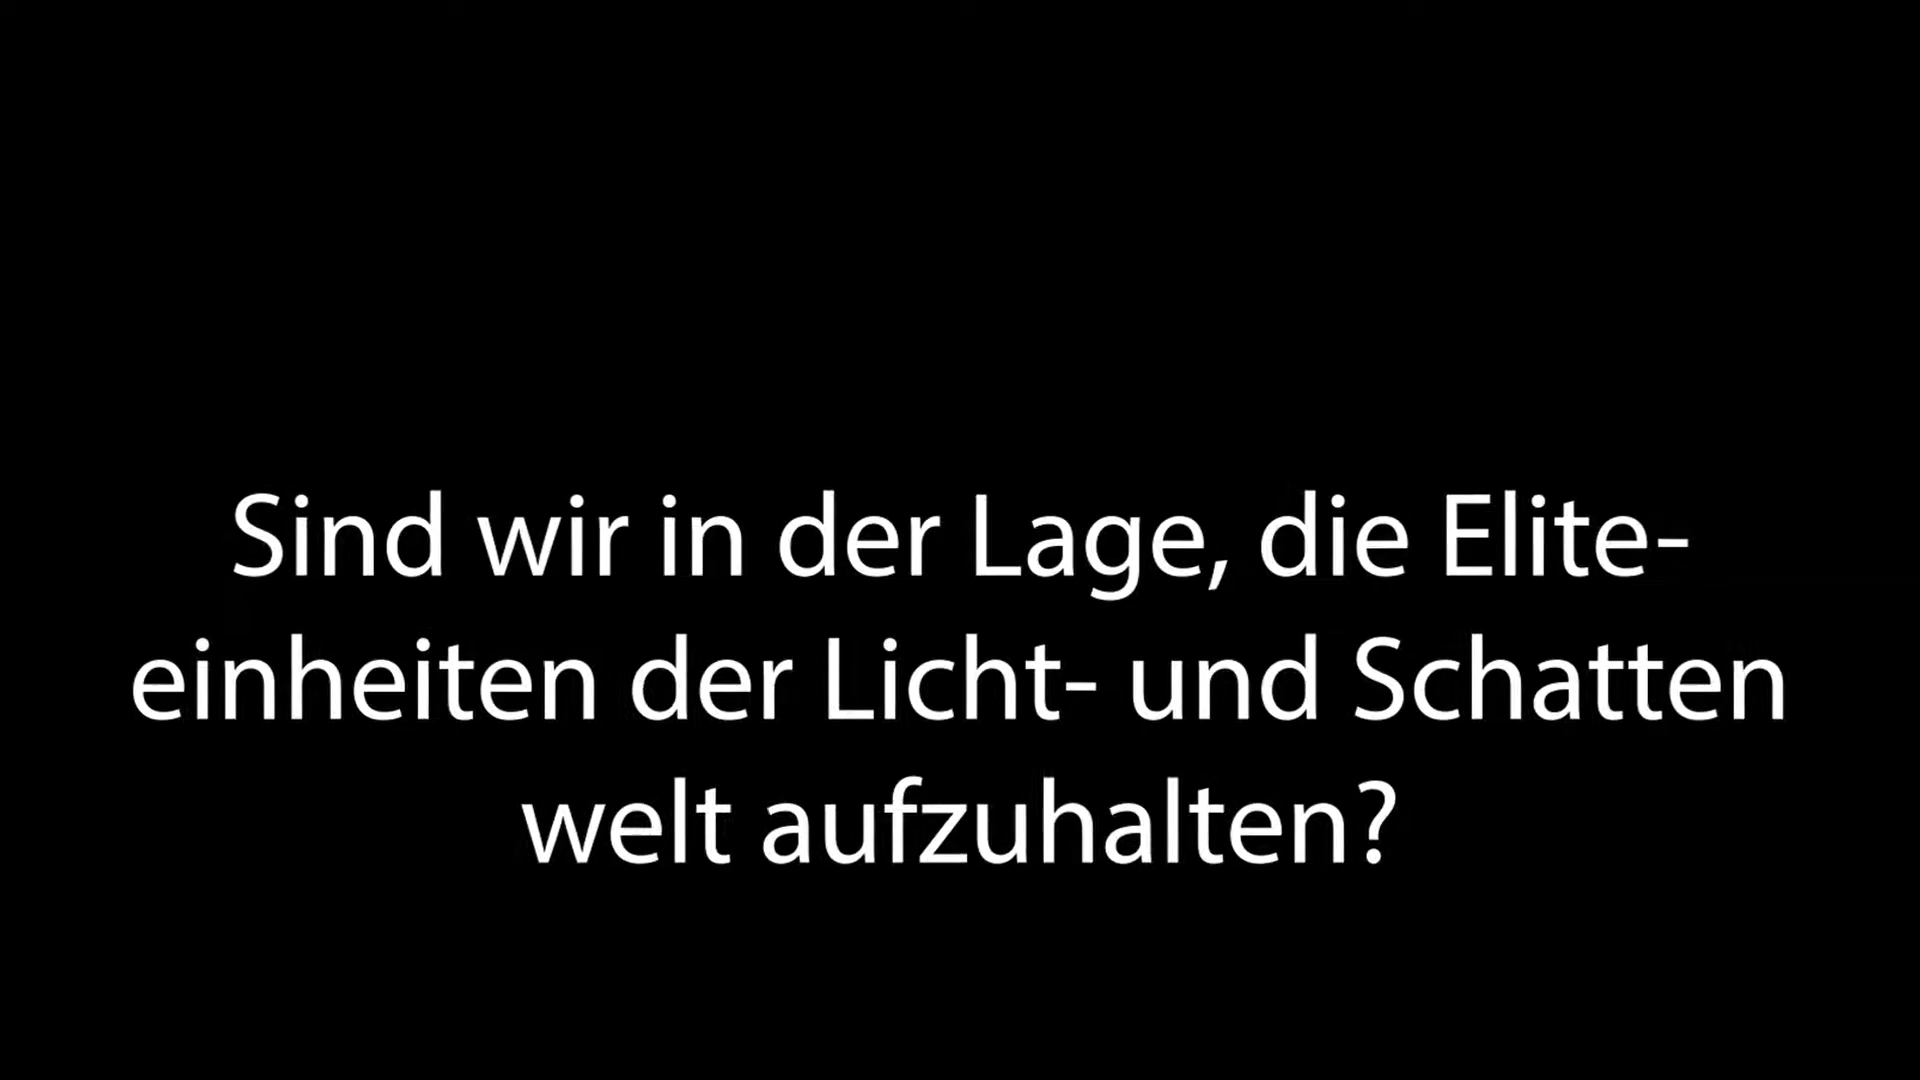 Sind wir in der Lage, die Elite-
einheiten der Licht- und Schatten
welt aufzuhalten?